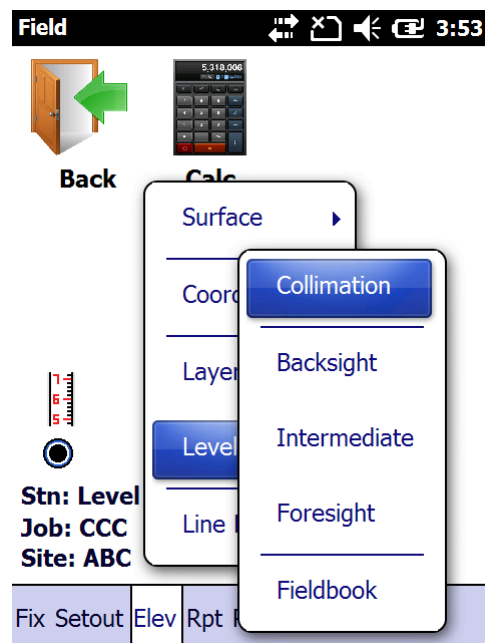 Field 3:53
5,318,008
Back Calc
Surface
Collimation
Coord
Backsight
Layer
Intermediate
Level
Stn: Level
Foresight
Job: CCC
Line
Site: ABC
Fieldbook
Fix Setout Elev Rpt